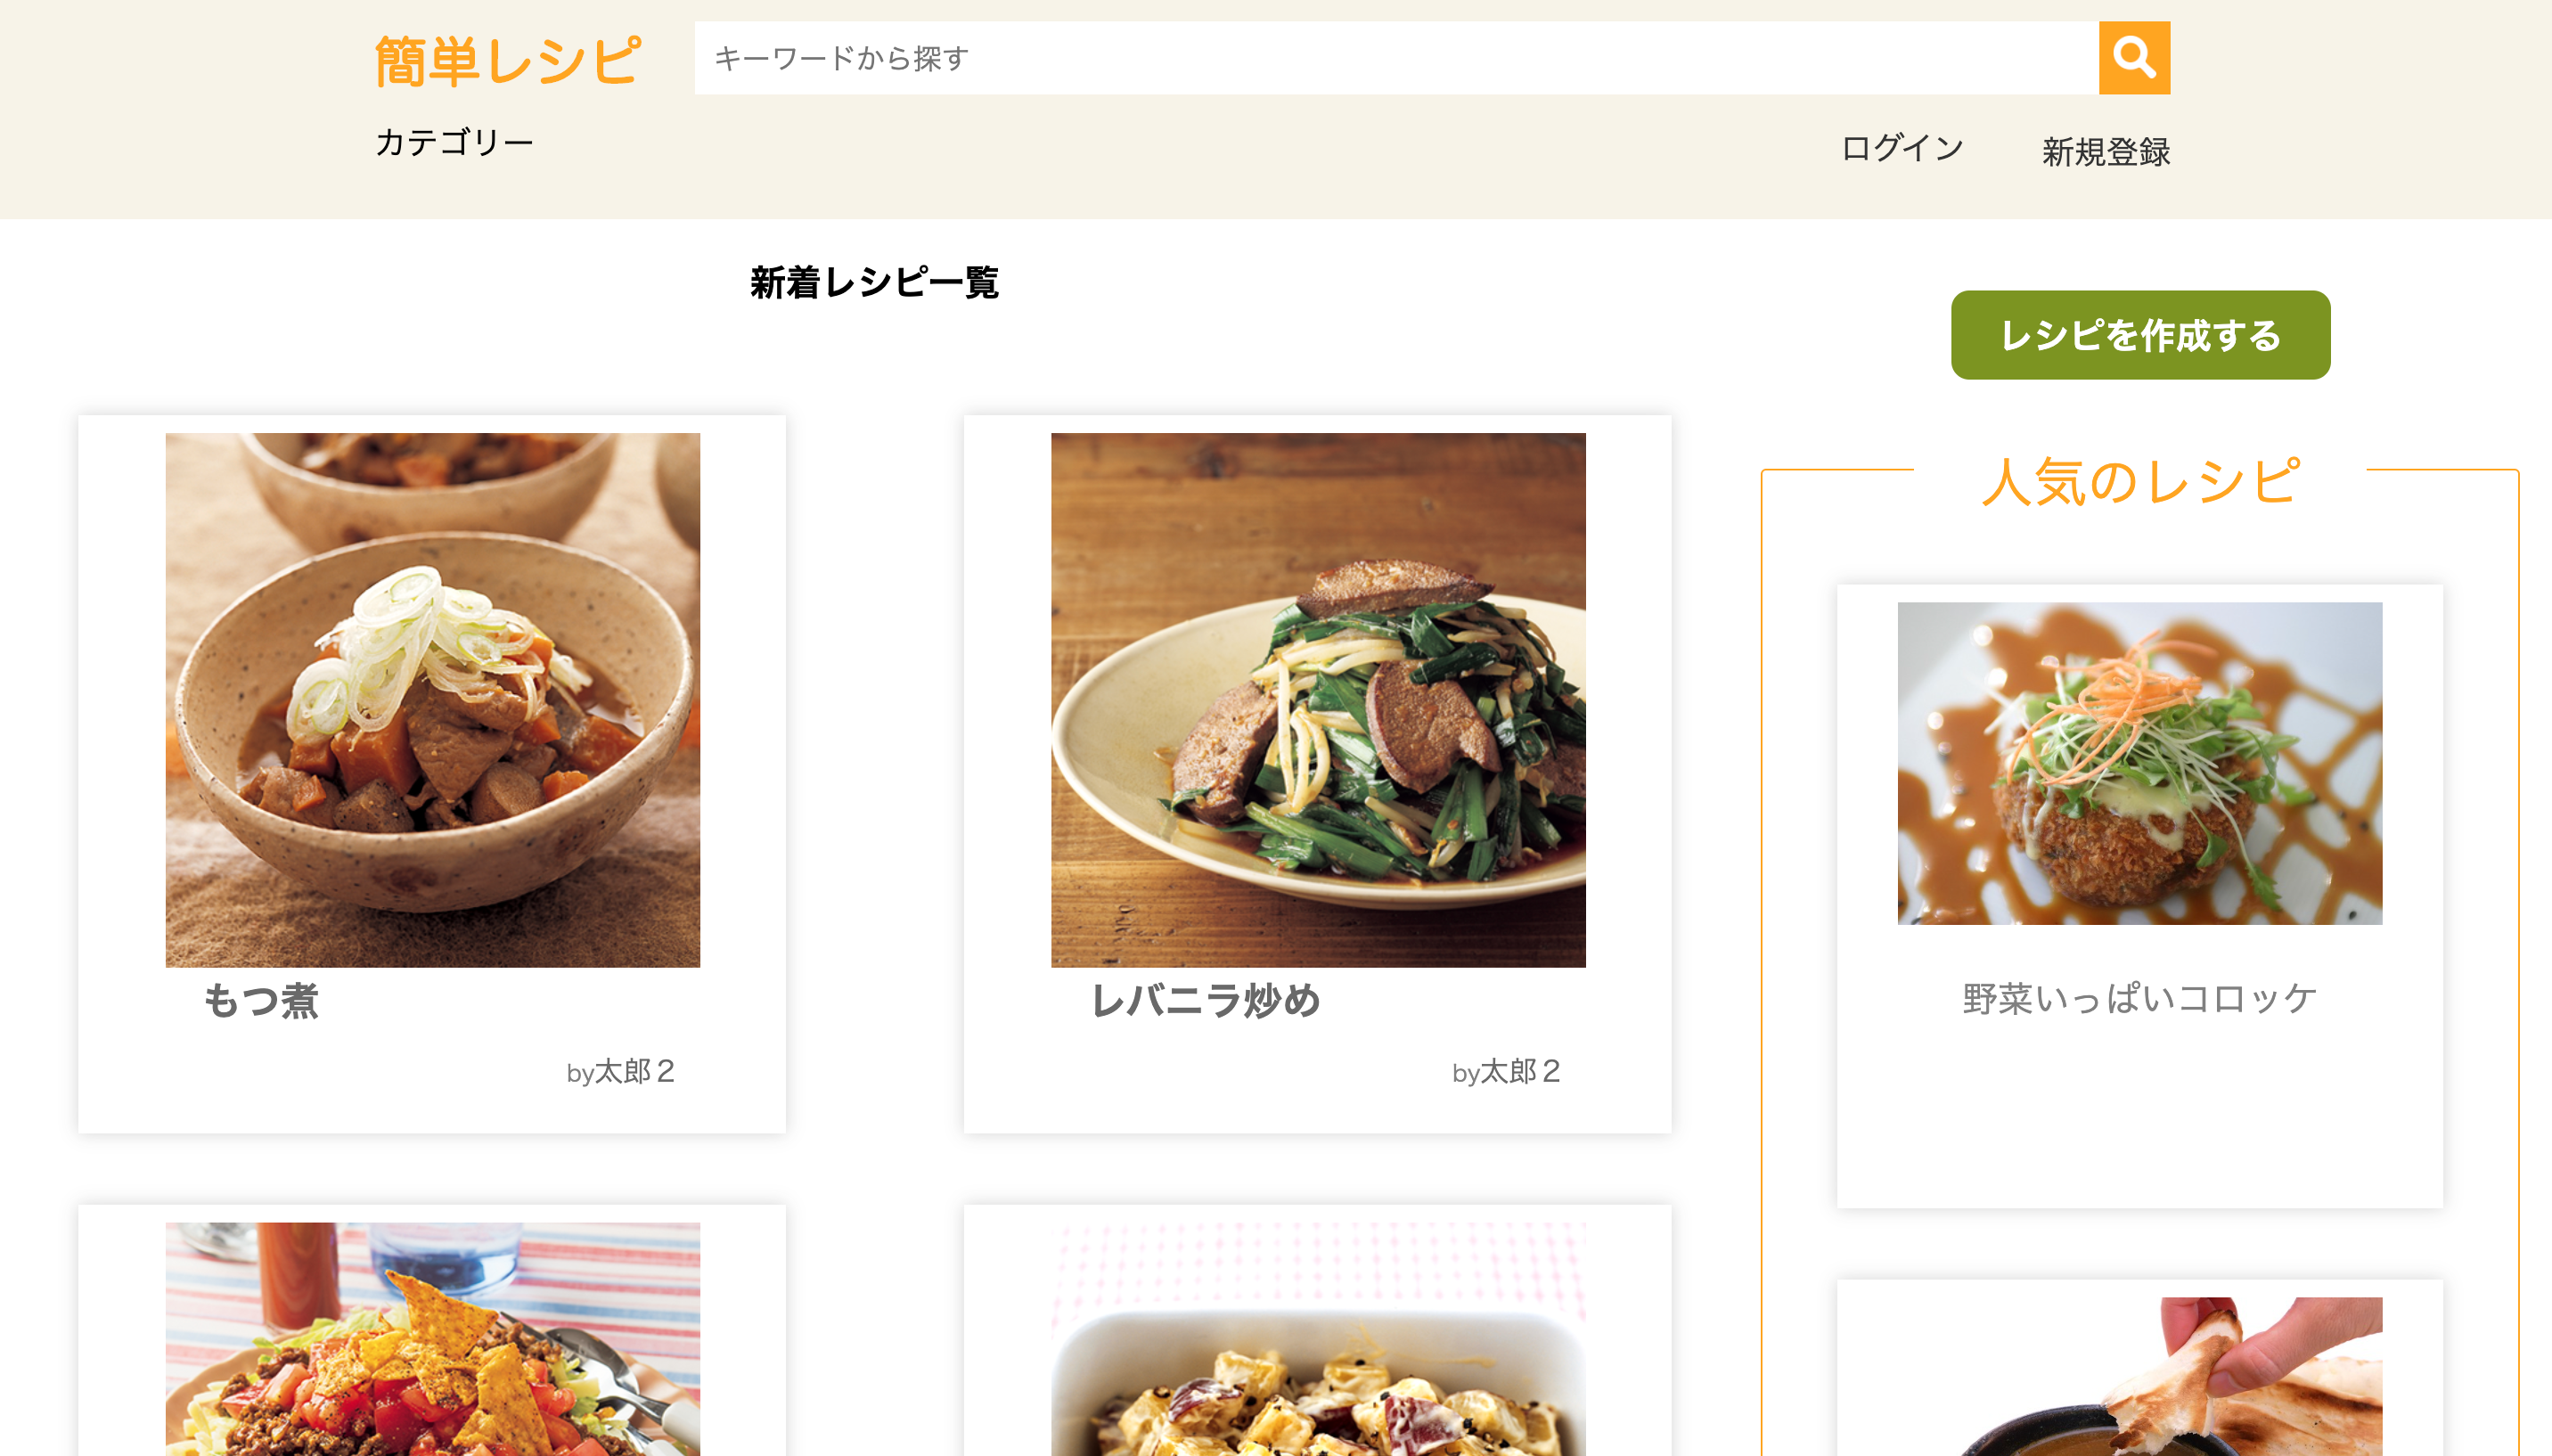 簡単レシピ
キーワードから探す
カテゴリー
ログイン
新規登録
新着レシピ一覧
レシピを作成する
人気のレシピ
もつ煮
by太郎２
レバニラ炒め
by太郎２
野菜いっぱいコロッケ